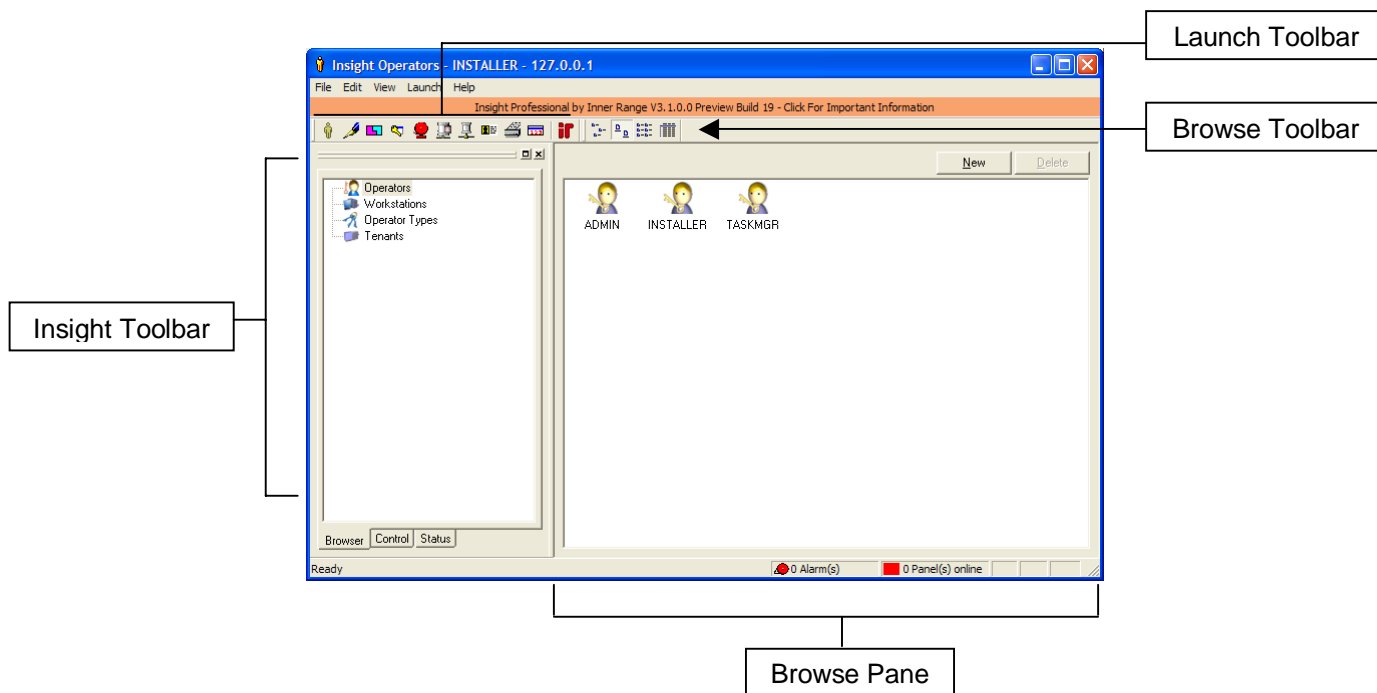 Launch Toolbar
Insight Operators - INSTALLER - 127.0.0.1
File Edit View Launch Help
Insight Professional by Inner Range V3.1.0.0 Preview Build 19 - Click For Important Information
ir
Browse Toolbar
New Delete
Operators
Workstations
Operator Types
Tenants
ADMIN INSTALLER TASKMGR
Insight Toolbar
Browser Control Status
Ready 0 Alarm(s) 0 Panel(s) online
Browse Pane